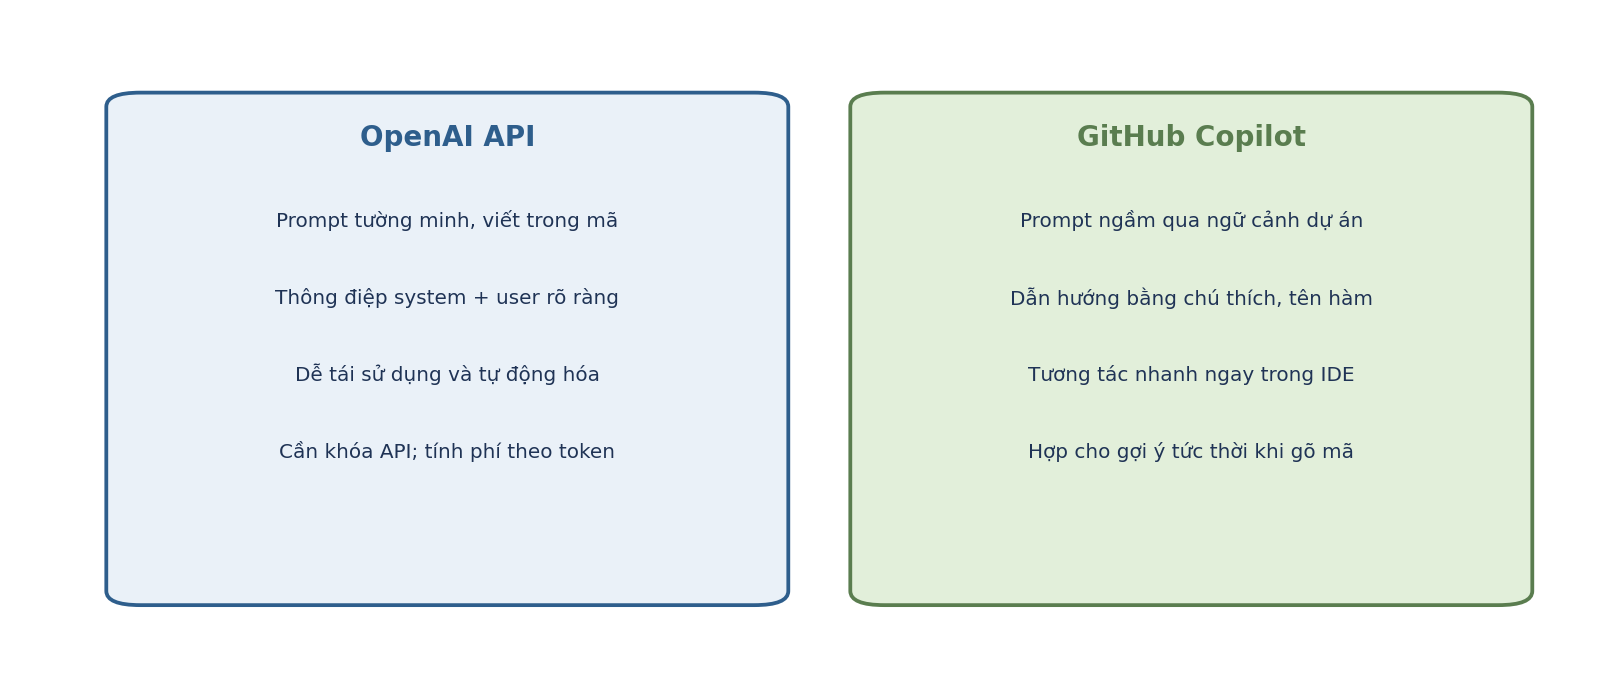 OpenAI API
Prompt tường minh, viết trong mã
Thông điệp system + user rõ ràng
Dễ tái sử dụng và tự động hóa
Cần khóa API; tính phí theo token
GitHub Copilot
Prompt ngầm qua ngữ cảnh dự án
Dẫn hướng bằng chú thích, tên hàm
Tương tác nhanh ngay trong IDE
Hợp cho gợi ý tức thời khi gõ mã